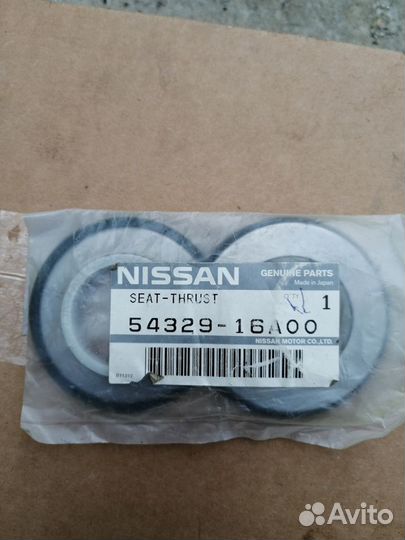 NISSAN
GENUINE PARTS
Made in Japan
SEAT-THRUST
1
54329-16A00
NISSAN MOTOR CO.,LTD.
Avito